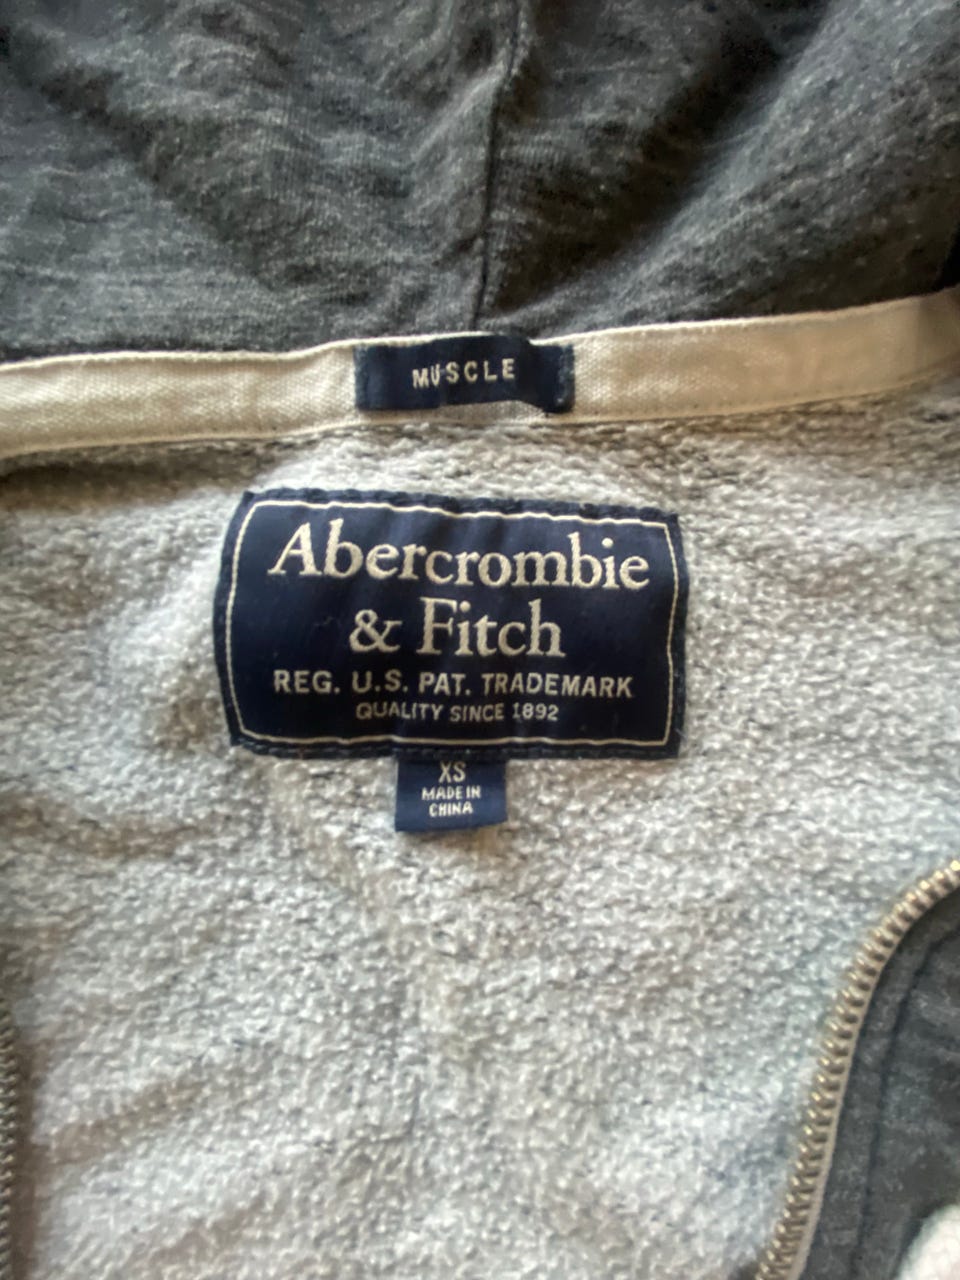 MUSCLE
Abercrombie
& Fitch
REG. U.S. PAT. TRADEMARK
QUALITY SINCE 1892
XS
MADE IN
CHINA